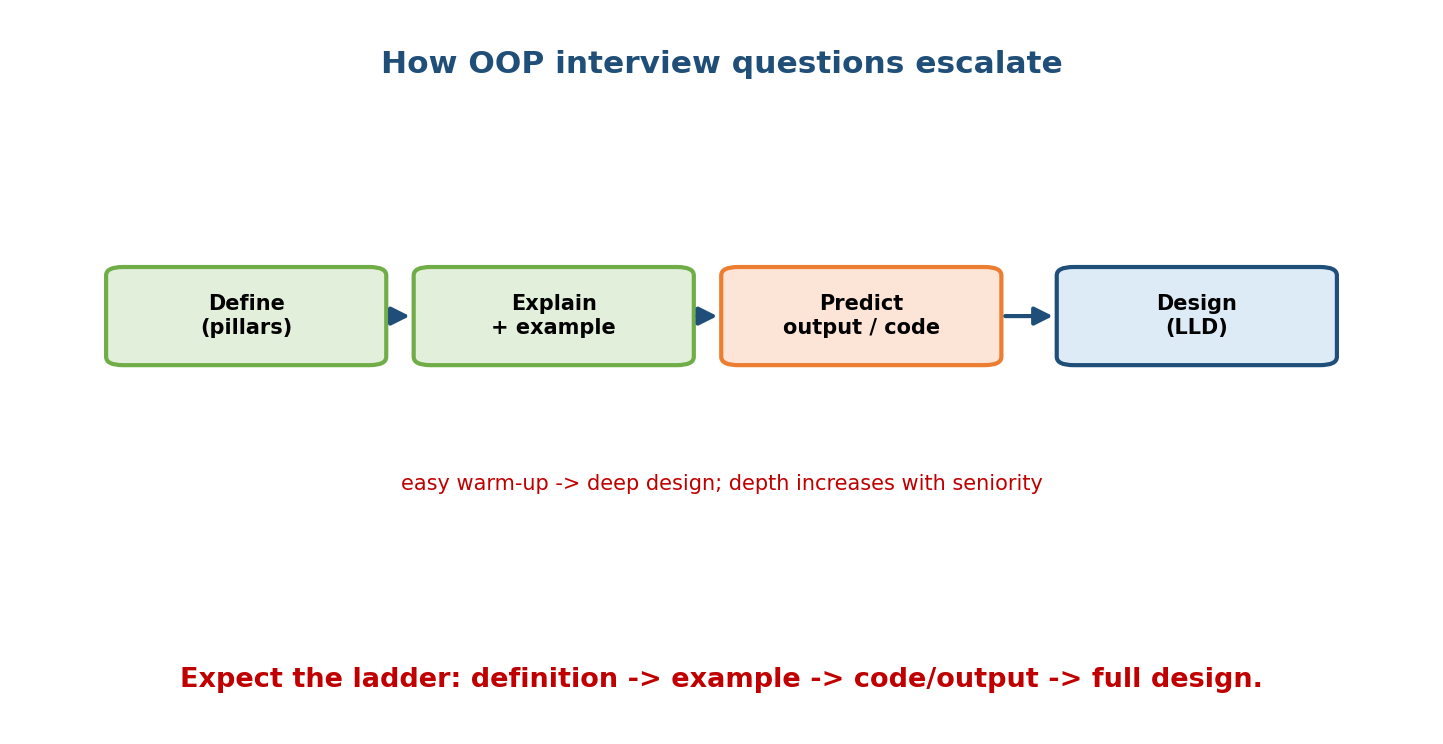 How OOP interview questions escalate
Define
(pillars)
Explain
+ example
Predict
output / code
Design
(LLD)
easy warm-up -> deep design; depth increases with seniority
Expect the ladder: definition -> example -> code/output -> full design.